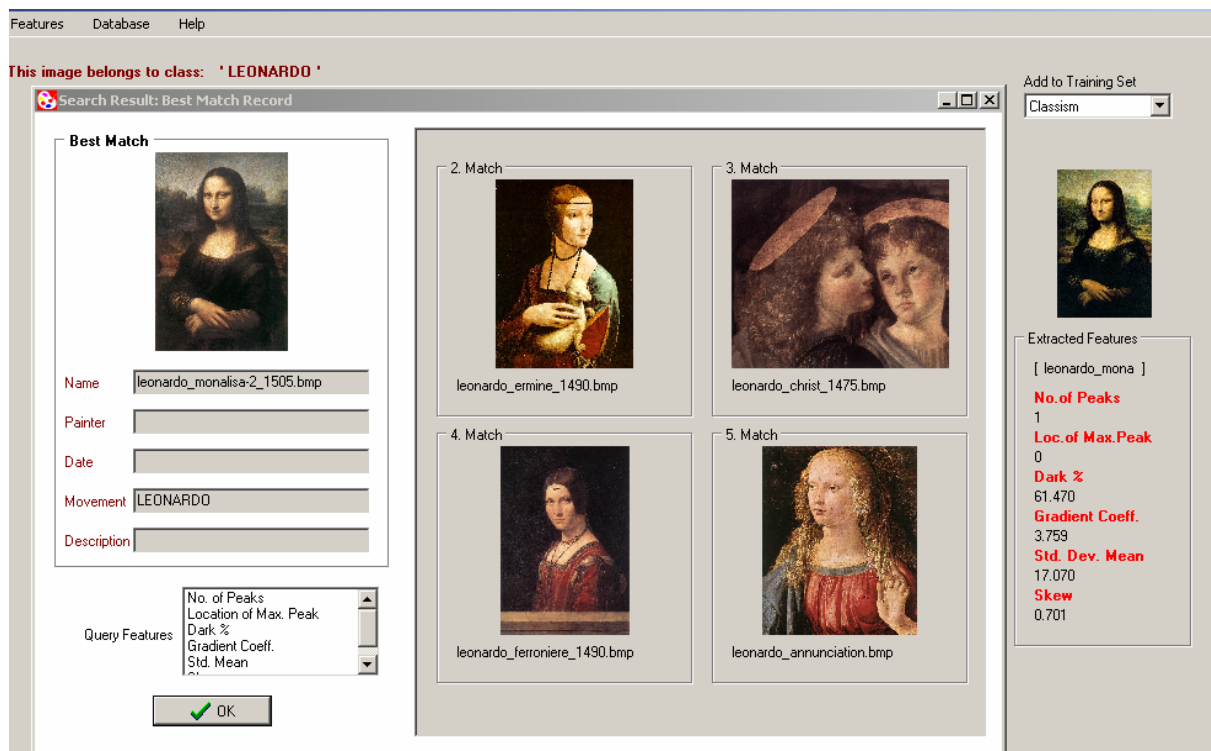 Features Database Help
This image belongs to class: ' LEONARDO '
Search Result: Best Match Record
Best Match
Name leonardo_monalisa-2_1505.bmp
Painter
Date
Movement LEONARDO
Description
Query Features
No. of Peaks
Location of Max. Peak
Dark %
Gradient Coeff.
Std. Mean
OK
2. Match
leonardo_ermine_1490.bmp
3. Match
leonardo_christ_1475.bmp
4. Match
leonardo_ferroniere_1490.bmp
5. Match
leonardo_annunciation.bmp
Add to Training Set
Classism
Extracted Features
[ leonardo_mona ]
No.of Peaks
1
Loc.of Max.Peak
0
Dark %
61.470
Gradient Coeff.
3.759
Std. Dev. Mean
17.070
Skew
0.701